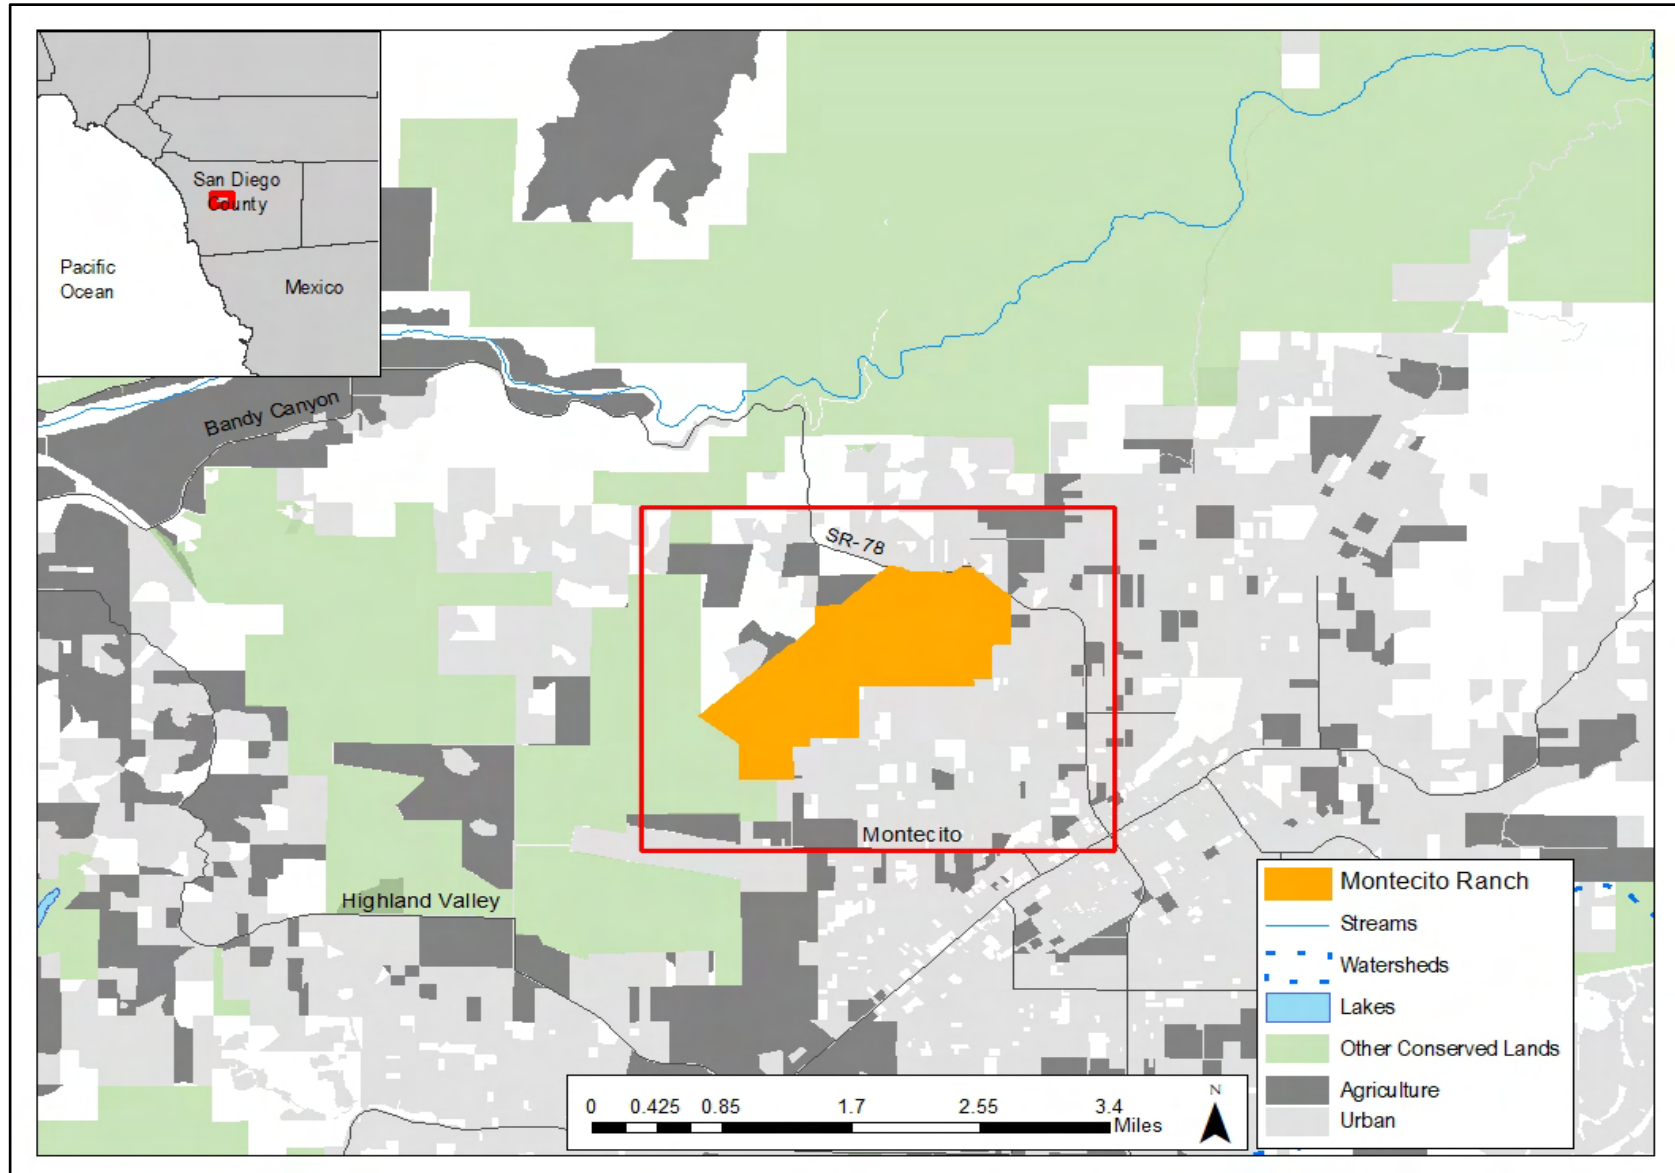 San Diego
County
Pacific
Ocean
Mexico
Bandy Canyon
SR-78
Montecito
Highland Valley
Montecito Ranch
Streams
Watersheds
Lakes
Other Conserved Lands
Agriculture
Urban
N
0 0.425 0.85 1.7 2.55 3.4
Miles